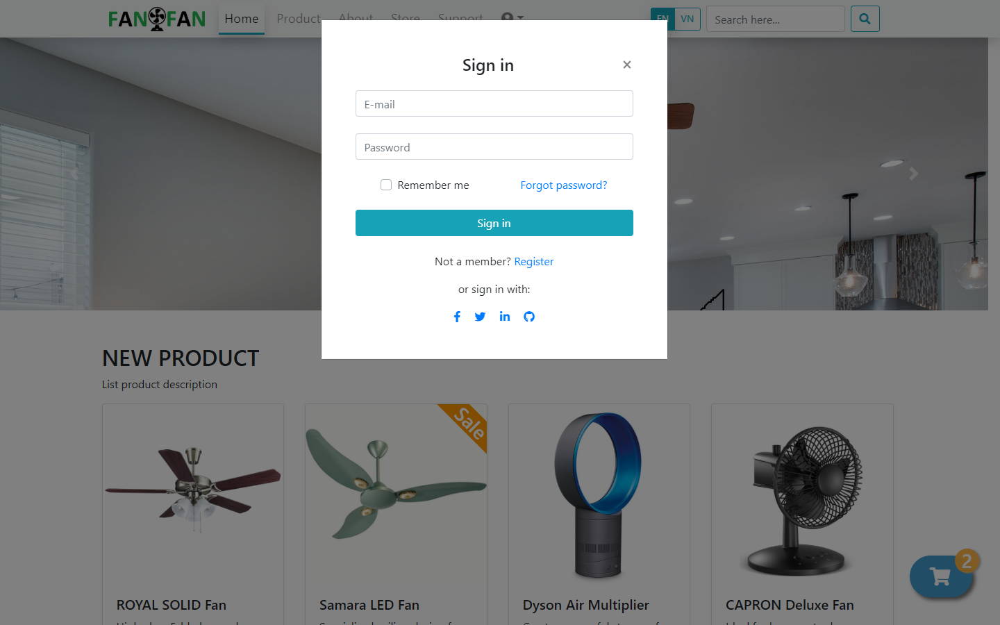 FAN FAN
Home Product About Store Support EN VN Search here...
Sign in ×
E-mail
Password
Remember me Forgot password?
Sign in
Not a member? Register
or sign in with:
NEW PRODUCT
List product description
Sale
ROYAL SOLID Fan Samara LED Fan Dyson Air Multiplier CAPRON Deluxe Fan
2